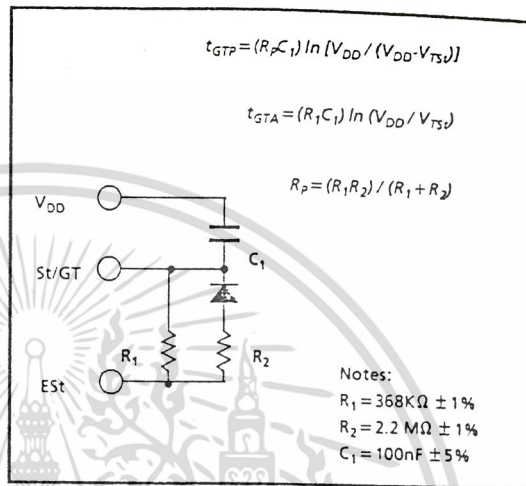 t_GTP = (R_P C_1) ln [V_DD / (V_DD-V_TSt)]
t_GTA = (R_1 C_1) ln (V_DD / V_TSt)
R_P = (R_1 R_2) / (R_1 + R_2)
V_DD
C_1
St/GT
R_1
R_2
ESt
Notes:
R_1 = 368KΩ ± 1%
R_2 = 2.2 MΩ ± 1%
C_1 = 100nF ± 5%